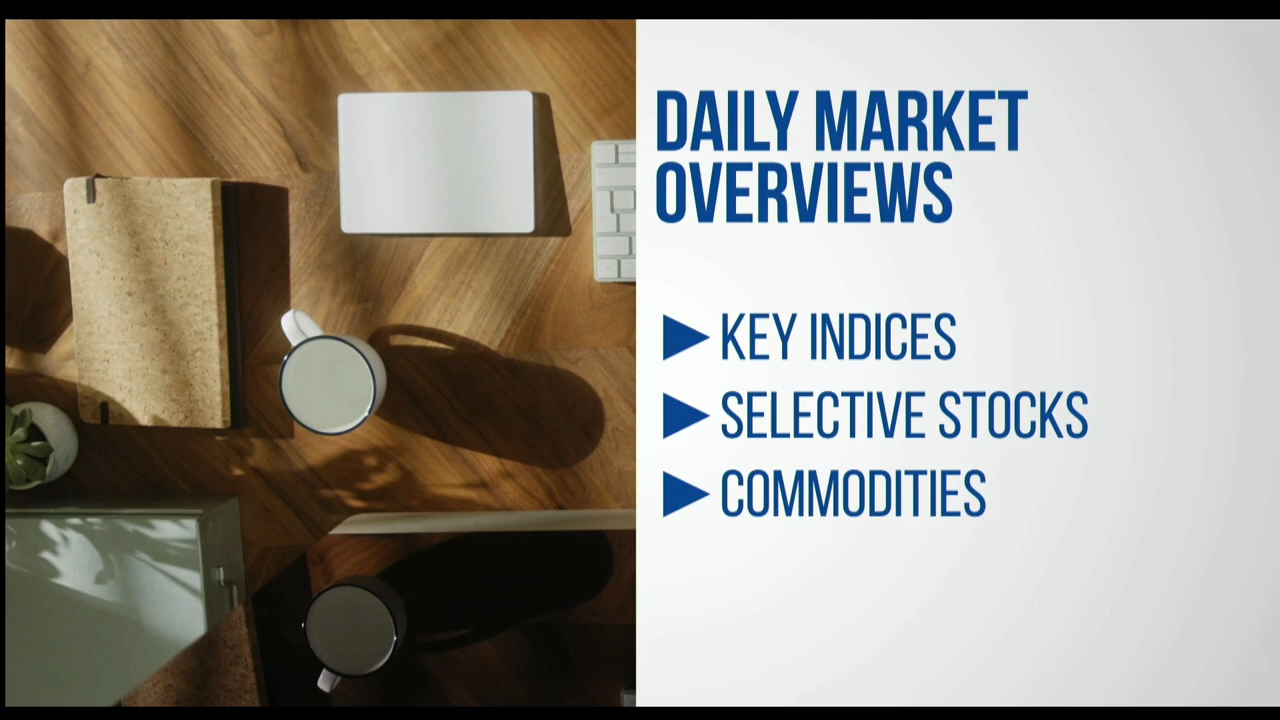 DAILY MARKET
OVERVIEWS
KEY INDICES
SELECTIVE STOCKS
COMMODITIES